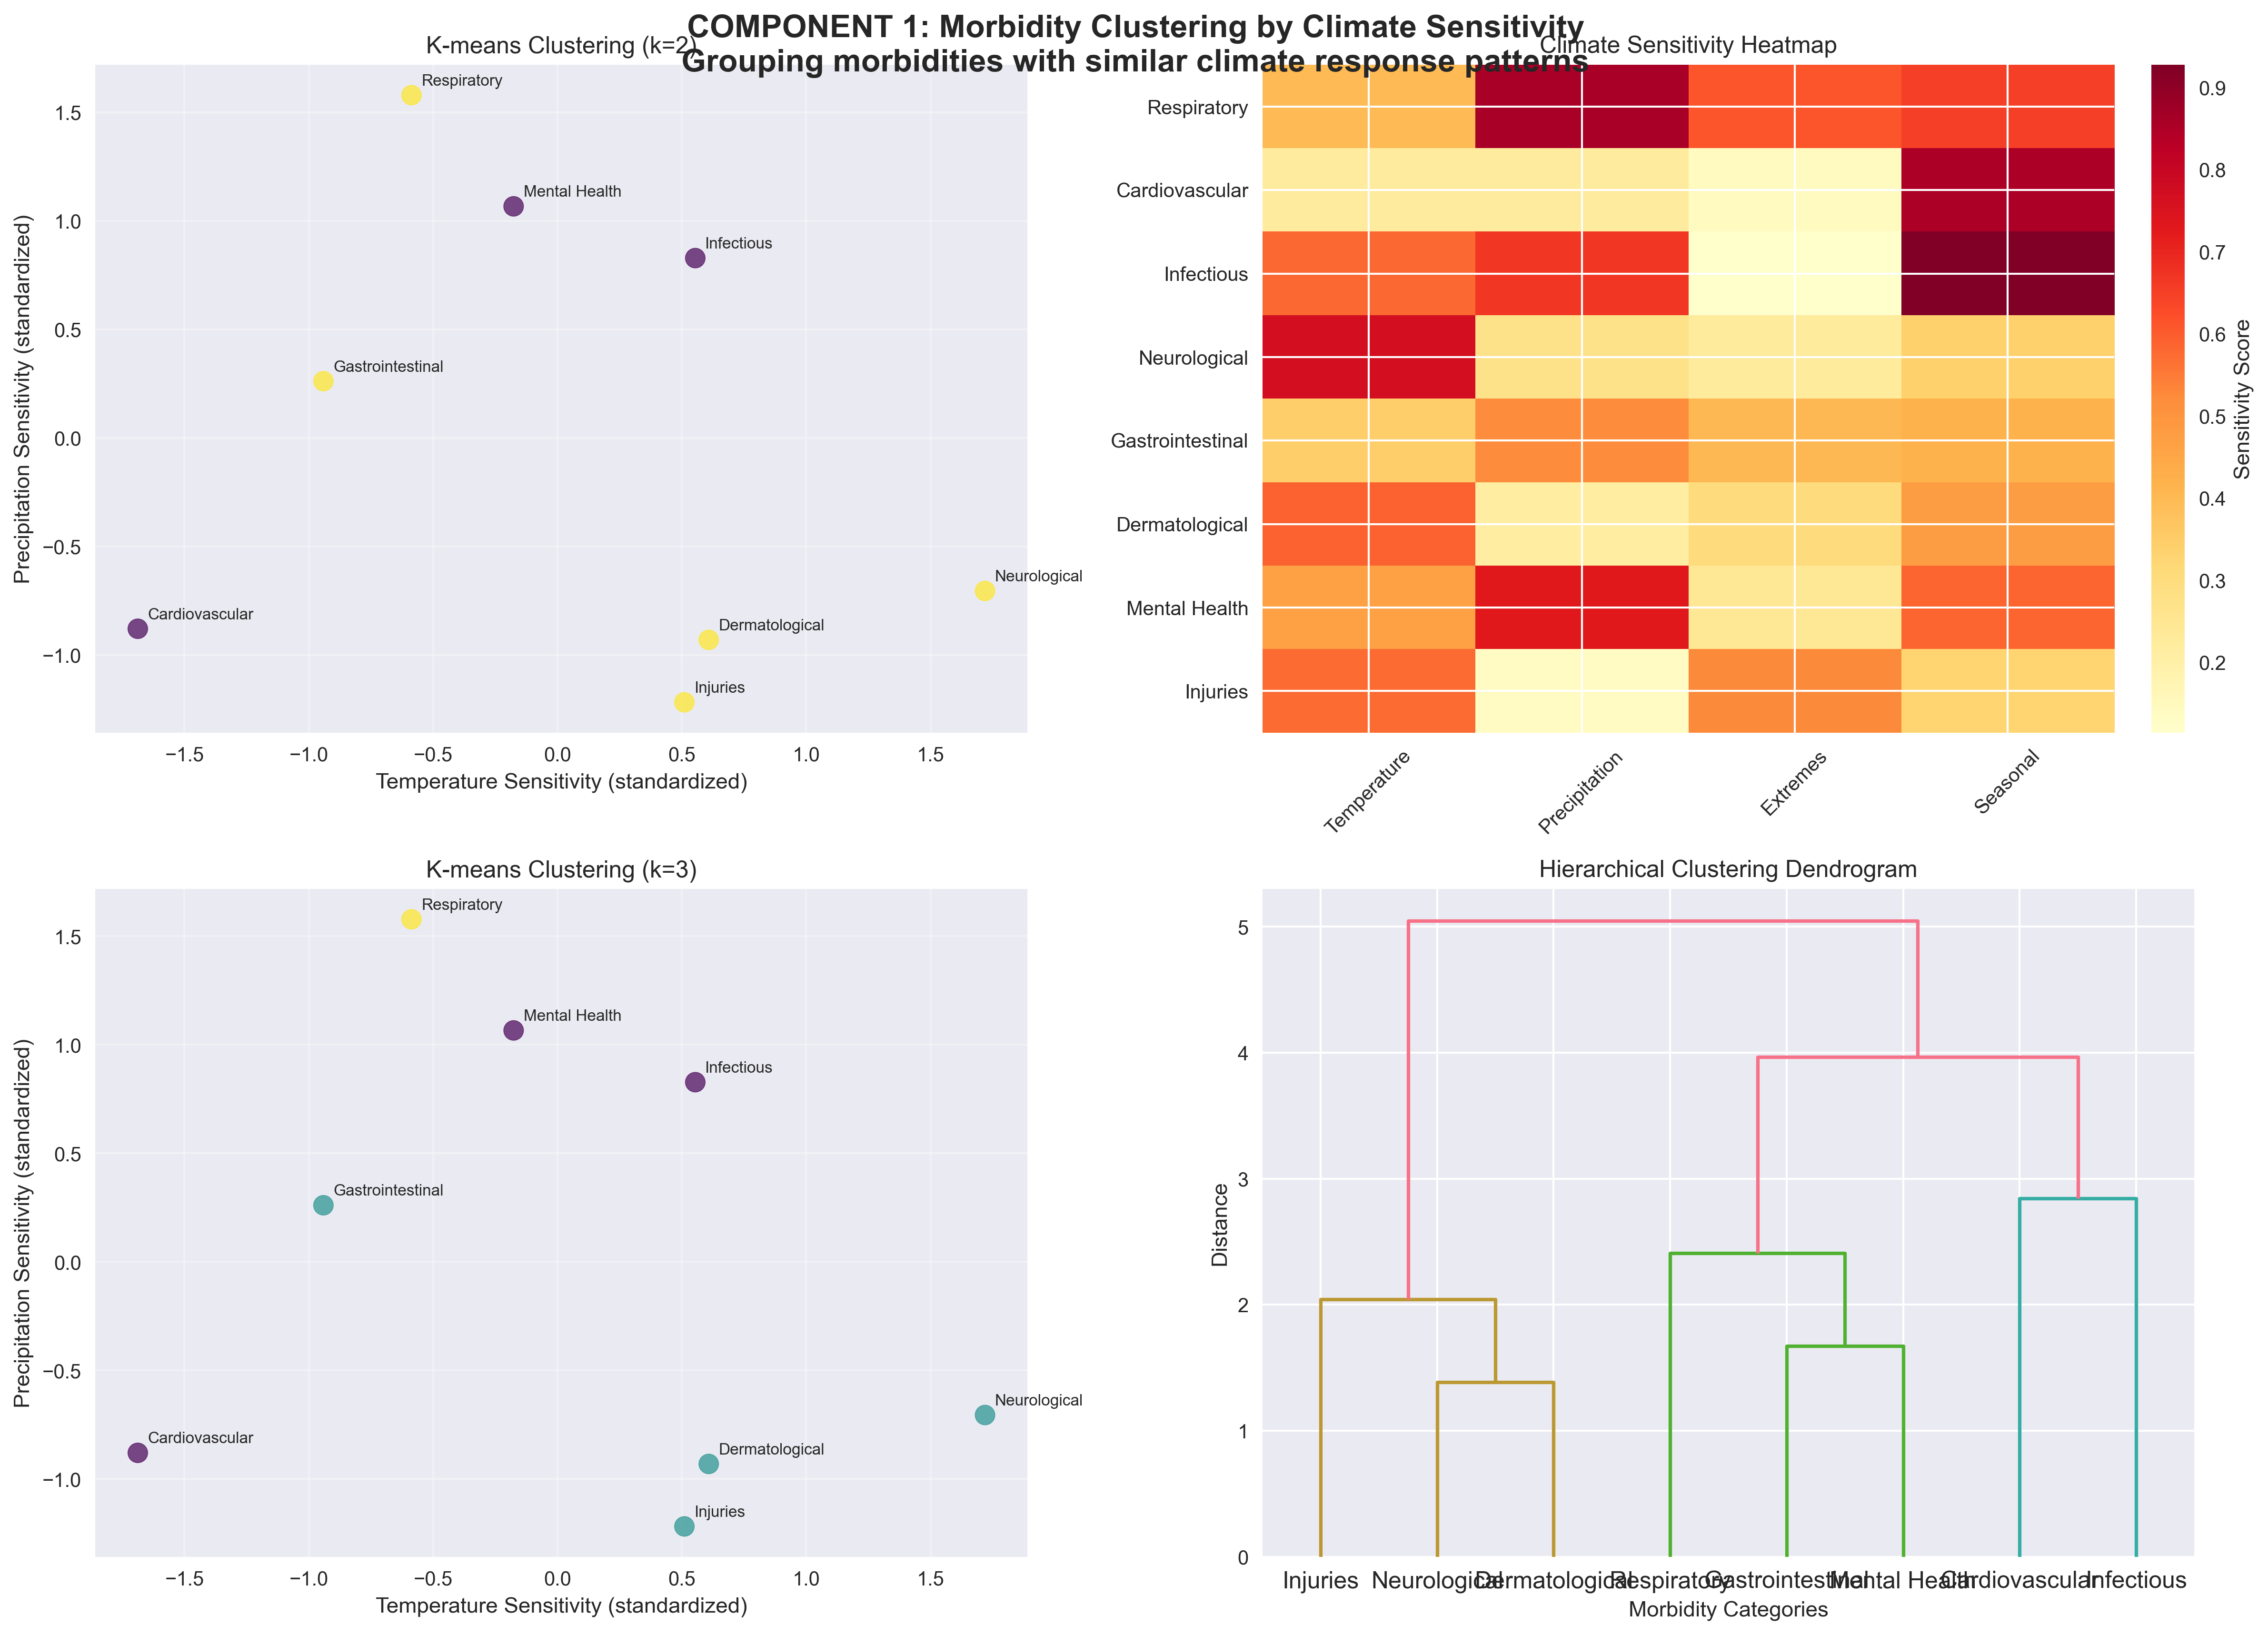 COMPONENT 1: Morbidity Clustering by Climate Sensitivity
Grouping morbidities with similar climate response patterns
K-means Clustering (k=2)
Precipitation Sensitivity (standardized)
1.5
1.0
0.5
0.0
−0.5
−1.0
Respiratory
Mental Health
Infectious
Gastrointestinal
Neurological
Cardiovascular
Dermatological
Injuries
−1.5 −1.0 −0.5 0.0 0.5 1.0 1.5
Temperature Sensitivity (standardized)
Climate Sensitivity Heatmap
Respiratory
Cardiovascular
Infectious
Neurological
Gastrointestinal
Dermatological
Mental Health
Injuries
Temperature
Precipitation
Extremes
Seasonal
0.9
0.8
0.7
0.6
0.5
0.4
0.3
0.2
Sensitivity Score
K-means Clustering (k=3)
Precipitation Sensitivity (standardized)
1.5
1.0
0.5
0.0
−0.5
−1.0
Respiratory
Mental Health
Infectious
Gastrointestinal
Neurological
Cardiovascular
Dermatological
Injuries
−1.5 −1.0 −0.5 0.0 0.5 1.0 1.5
Temperature Sensitivity (standardized)
Hierarchical Clustering Dendrogram
Distance
5
4
3
2
1
0
Injuries Neurological Dermatological Respiratory Gastrointestinal Mental Health Cardiovascular Infectious
Morbidity Categories